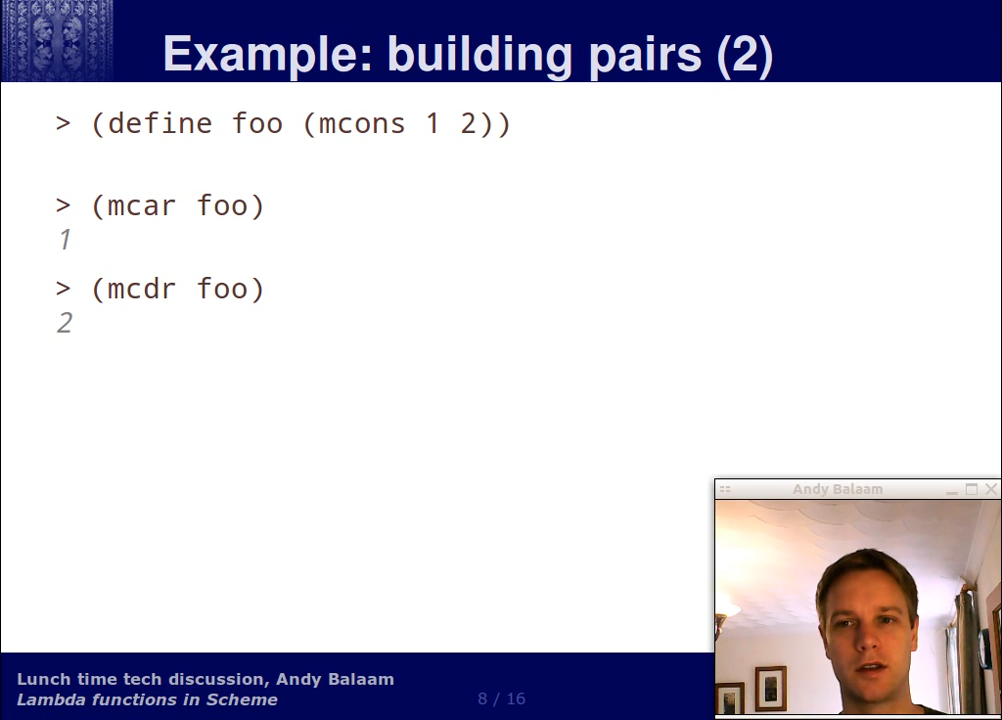 Example: building pairs (2)
> (define foo (mcons 1 2))
> (mcar foo)
1
> (mcdr foo)
2
Andy Balaam
Lunch time tech discussion, Andy Balaam
Lambda functions in Scheme
8 / 16